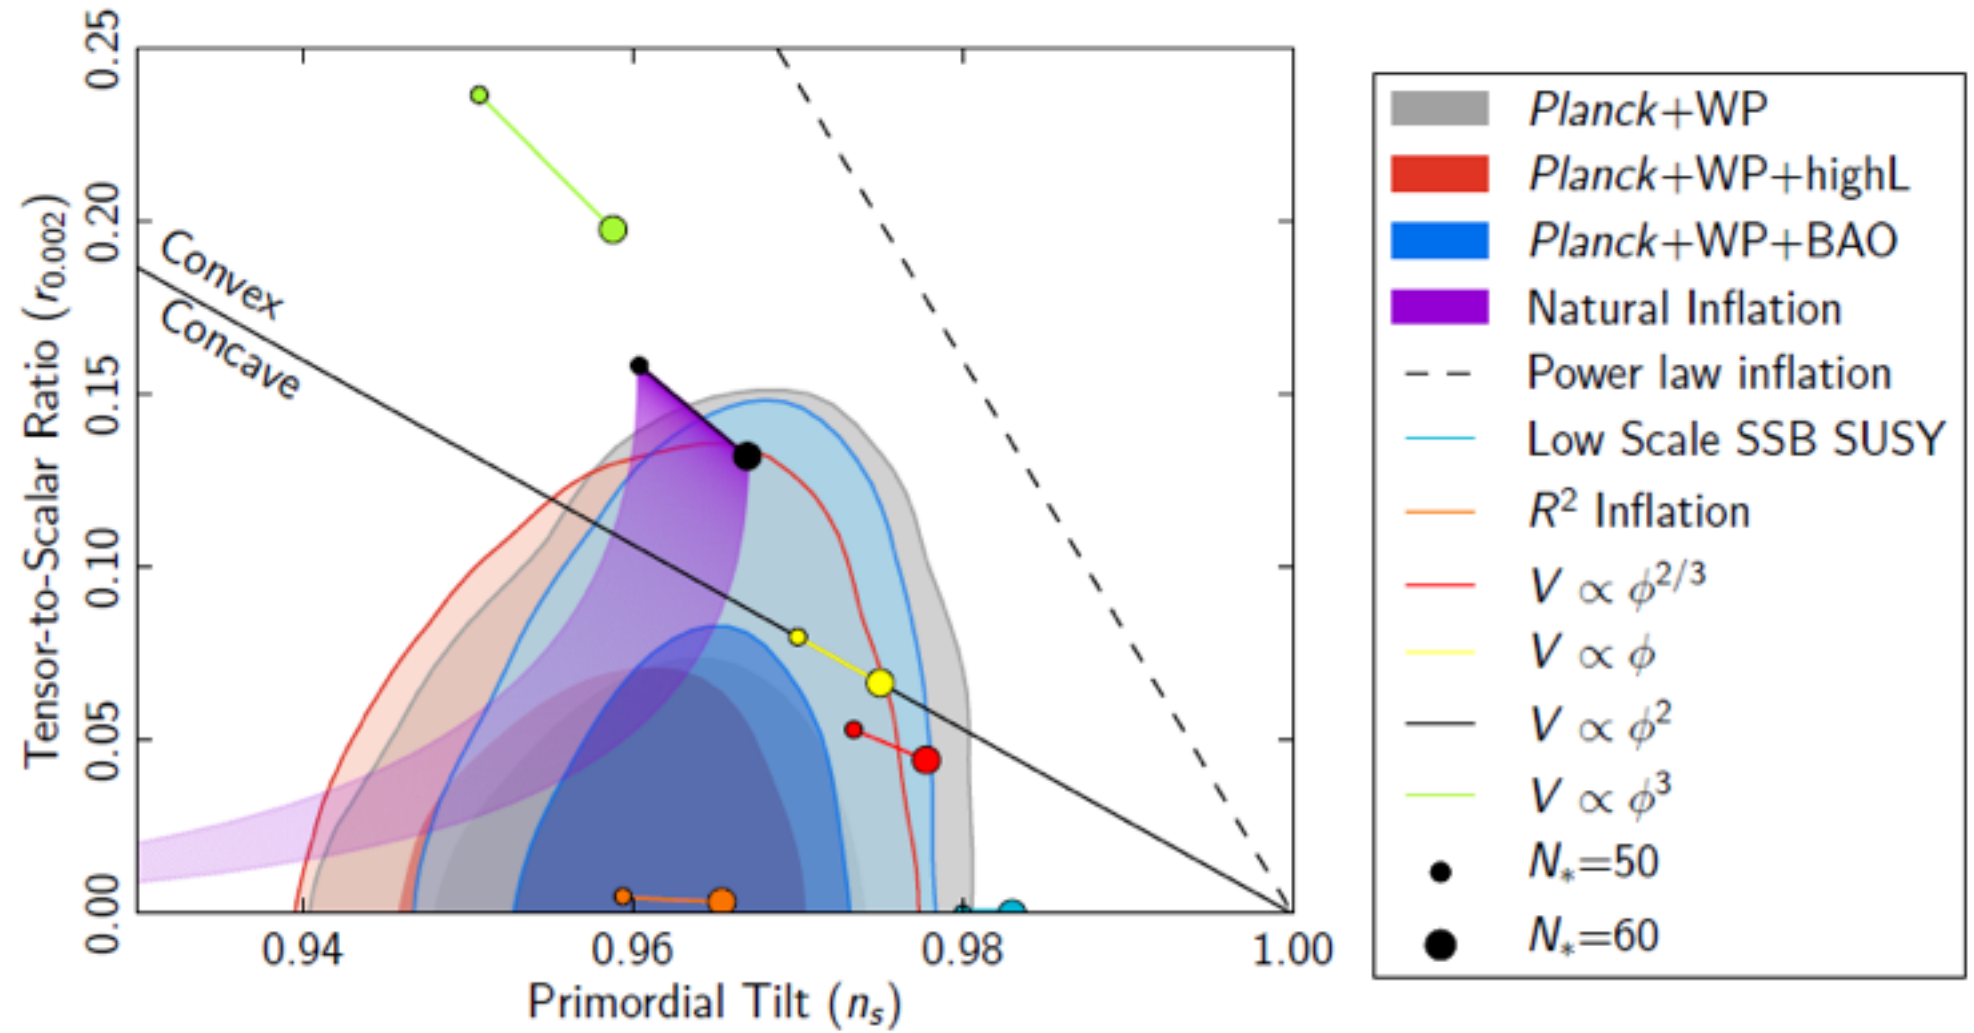 0.25
0.20
0.15
0.10
0.05
0.00
Tensor-to-Scalar Ratio (r₀.₀₀₂)
Convex
Concave
0.94 0.96 0.98 1.00
Primordial Tilt (nₛ)
Planck+WP
Planck+WP+highL
Planck+WP+BAO
Natural Inflation
Power law inflation
Low Scale SSB SUSY
R² Inflation
V ∝ ϕ²/³
V ∝ ϕ
V ∝ ϕ²
V ∝ ϕ³
N∗=50
N∗=60